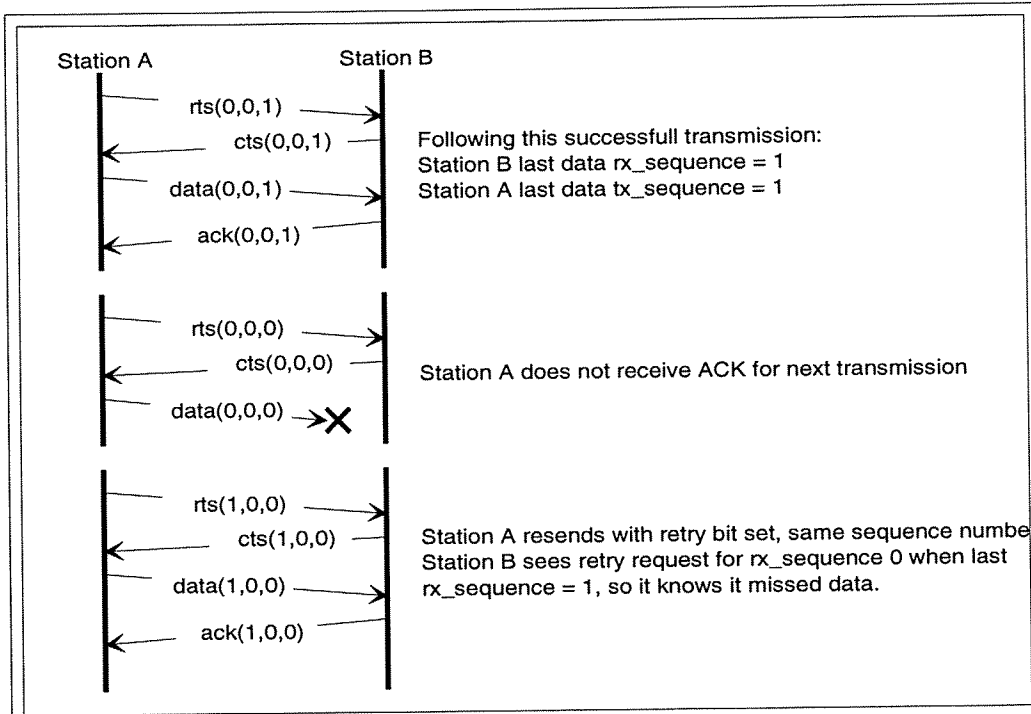 Station A
Station B
rts(0,0,1)
cts(0,0,1)
data(0,0,1)
ack(0,0,1)
Following this successfull transmission:
Station B last data rx_sequence = 1
Station A last data tx_sequence = 1
rts(0,0,0)
cts(0,0,0)
data(0,0,0)
Station A does not receive ACK for next transmission
rts(1,0,0)
cts(1,0,0)
data(1,0,0)
ack(1,0,0)
Station A resends with retry bit set, same sequence numbe
Station B sees retry request for rx_sequence 0 when last
rx_sequence = 1, so it knows it missed data.